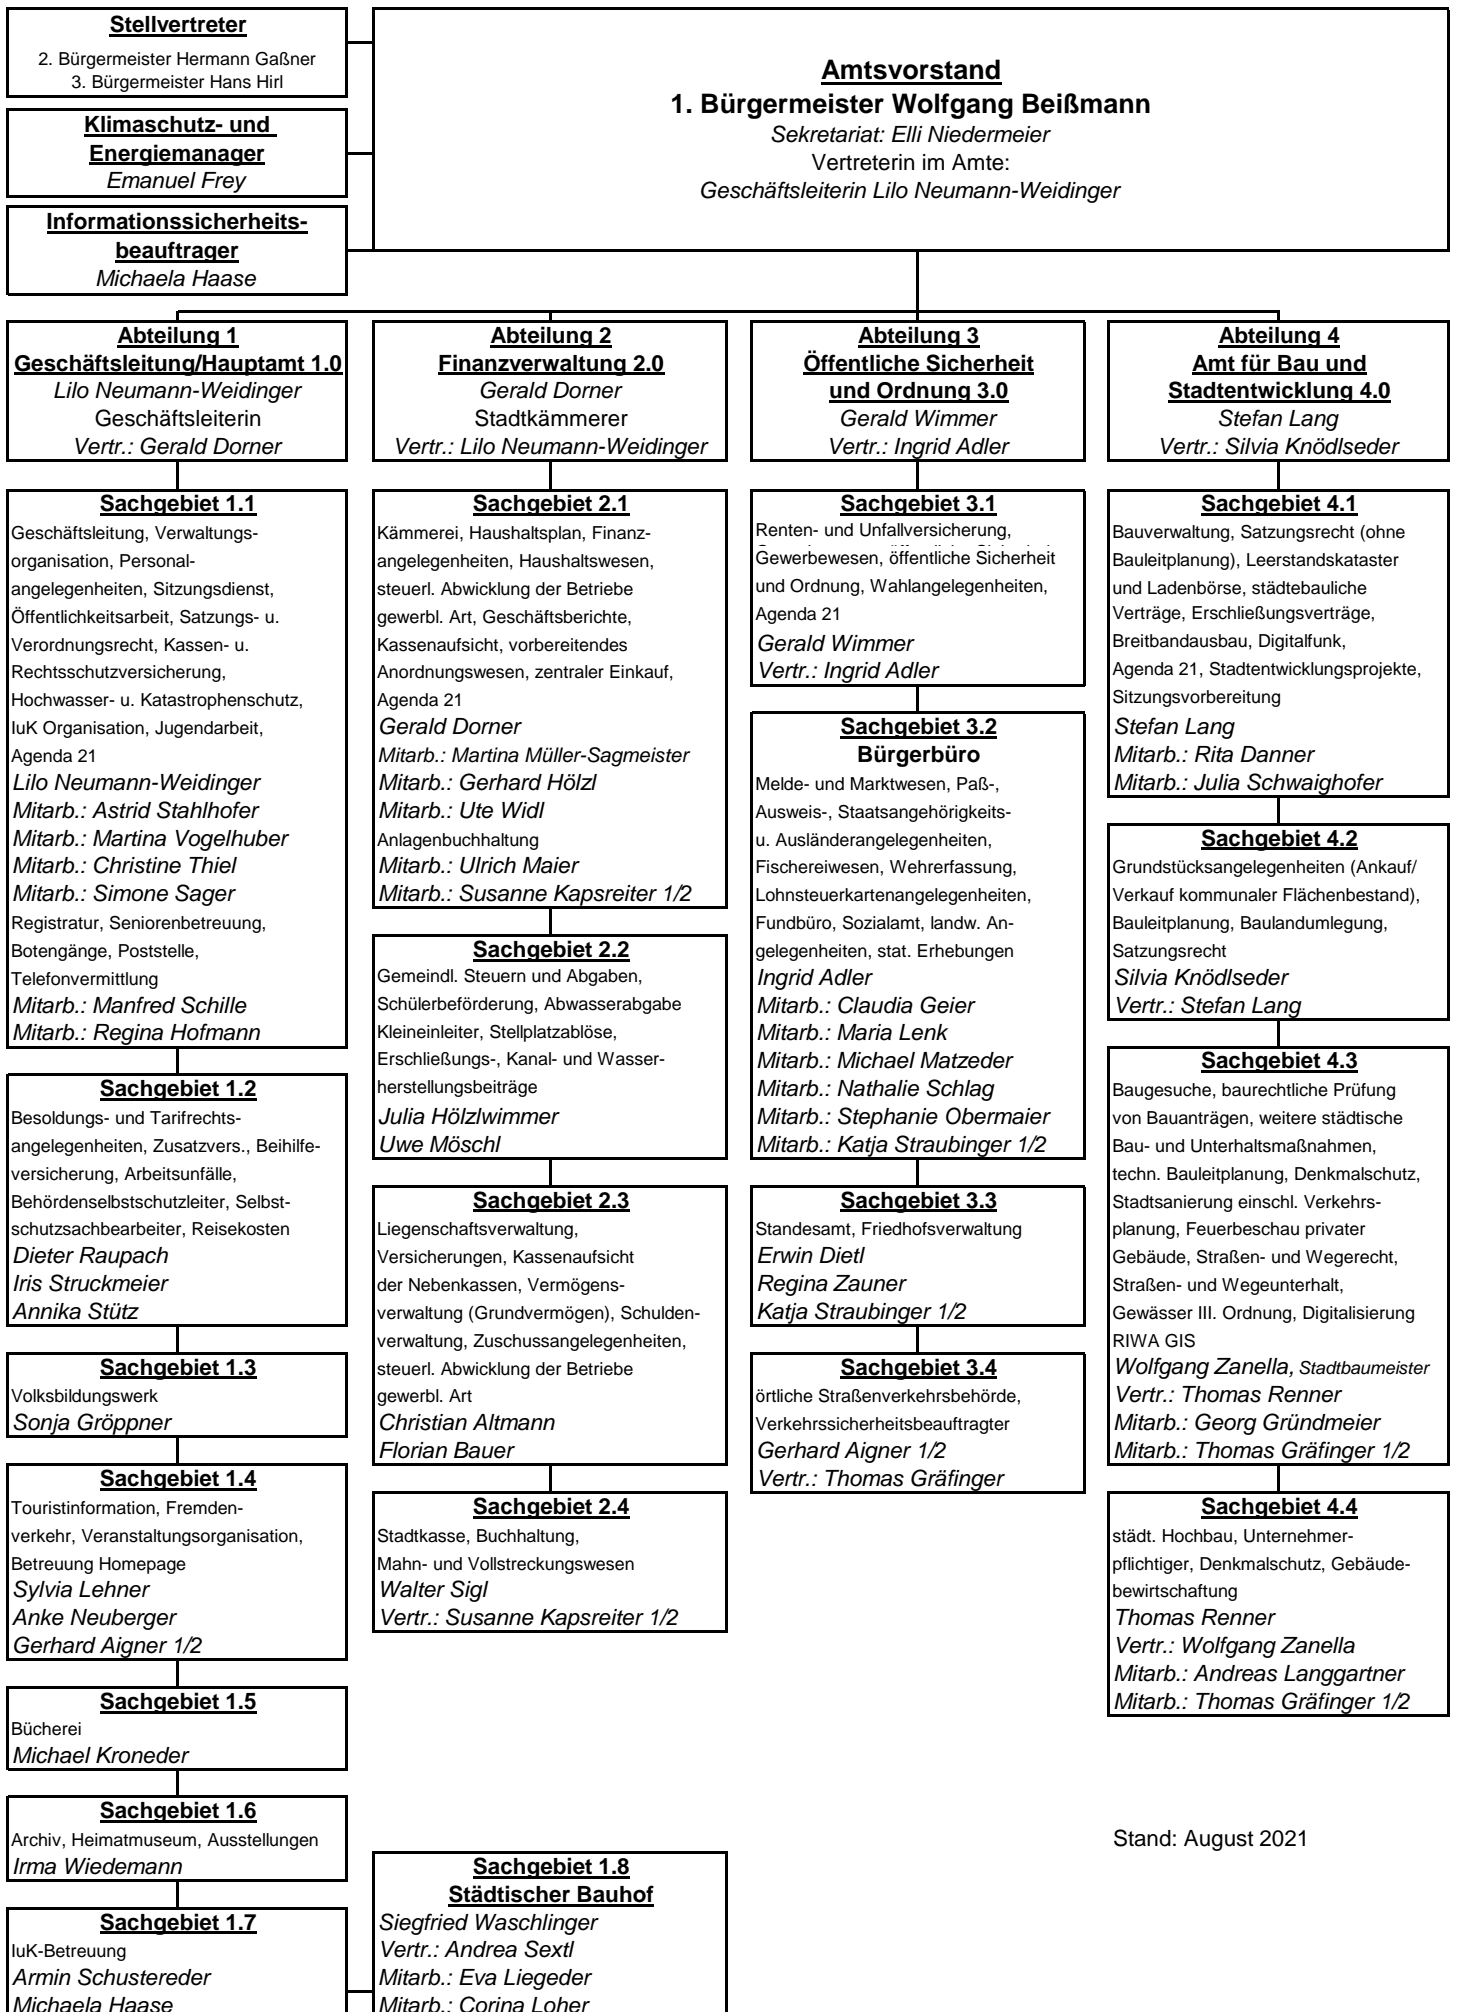 Stellvertreter
2. Bürgermeister Hermann Gaßner
3. Bürgermeister Hans Hirl
Klimaschutz- und
Energiemanager
Emanuel Frey
Informationssicherheits-
beauftrager
Michaela Haase
Amtsvorstand
1. Bürgermeister Wolfgang Beißmann
Sekretariat: Elli Niedermeier
Vertreterin im Amte:
Geschäftsleiterin Lilo Neumann-Weidinger
Abteilung 1
Geschäftsleitung/Hauptamt 1.0
Lilo Neumann-Weidinger
Geschäftsleiterin
Vertr.: Gerald Dorner
Sachgebiet 1.1
Geschäftsleitung, Verwaltungs-
organisation, Personal-
angelegenheiten, Sitzungsdienst,
Öffentlichkeitsarbeit, Satzungs- u.
Verordnungsrecht, Kassen- u.
Rechtsschutzversicherung,
Hochwasser- u. Katastrophenschutz,
IuK Organisation, Jugendarbeit,
Agenda 21
Lilo Neumann-Weidinger
Mitarb.: Astrid Stahlhofer
Mitarb.: Martina Vogelhuber
Mitarb.: Christine Thiel
Mitarb.: Simone Sager
Registratur, Seniorenbetreuung,
Botengänge, Poststelle,
Telefonvermittlung
Mitarb.: Manfred Schille
Mitarb.: Regina Hofmann
Sachgebiet 1.2
Besoldungs- und Tarifrechts-
angelegenheiten, Zusatzvers., Beihilfe-
versicherung, Arbeitsunfälle,
Behördenselbstschutzleiter, Selbst-
schutzsachbearbeiter, Reisekosten
Dieter Raupach
Iris Struckmeier
Annika Stütz
Sachgebiet 1.3
Volksbildungswerk
Sonja Gröppner
Sachgebiet 1.4
Touristinformation, Fremden-
verkehr, Veranstaltungsorganisation,
Betreuung Homepage
Sylvia Lehner
Anke Neuberger
Gerhard Aigner 1/2
Sachgebiet 1.5
Bücherei
Michael Kroneder
Sachgebiet 1.6
Archiv, Heimatmuseum, Ausstellungen
Irma Wiedemann
Sachgebiet 1.7
IuK-Betreuung
Armin Schustereder
Michaela Haase
Abteilung 2
Finanzverwaltung 2.0
Gerald Dorner
Stadtkämmerer
Vertr.: Lilo Neumann-Weidinger
Sachgebiet 2.1
Kämmerei, Haushaltsplan, Finanz-
angelegenheiten, Haushaltswesen,
steuerl. Abwicklung der Betriebe
gewerbl. Art, Geschäftsberichte,
Kassenaufsicht, vorbereitendes
Anordnungswesen, zentraler Einkauf,
Agenda 21
Gerald Dorner
Mitarb.: Martina Müller-Sagmeister
Mitarb.: Gerhard Hölzl
Mitarb.: Ute Widl
Anlagenbuchhaltung
Mitarb.: Ulrich Maier
Mitarb.: Susanne Kapsreiter 1/2
Sachgebiet 2.2
Gemeindl. Steuern und Abgaben,
Schülerbeförderung, Abwasserabgabe
Kleineinleiter, Stellplatzablöse,
Erschließungs-, Kanal- und Wasser-
herstellungsbeiträge
Julia Hölzlwimmer
Uwe Möschl
Sachgebiet 2.3
Liegenschaftsverwaltung,
Versicherungen, Kassenaufsicht
der Nebenkassen, Vermögens-
verwaltung (Grundvermögen), Schulden-
verwaltung, Zuschussangelegenheiten,
steuerl. Abwicklung der Betriebe
gewerbl. Art
Christian Altmann
Florian Bauer
Sachgebiet 2.4
Stadtkasse, Buchhaltung,
Mahn- und Vollstreckungswesen
Walter Sigl
Vertr.: Susanne Kapsreiter 1/2
Sachgebiet 1.8
Städtischer Bauhof
Siegfried Waschlinger
Vertr.: Andrea Sextl
Mitarb.: Eva Liegeder
Mitarb.: Corina Loher
Abteilung 3
Öffentliche Sicherheit
und Ordnung 3.0
Gerald Wimmer
Vertr.: Ingrid Adler
Sachgebiet 3.1
Renten- und Unfallversicherung,
Gewerbewesen, öffentliche Sicherheit
und Ordnung, Wahlangelegenheiten,
Agenda 21
Gerald Wimmer
Vertr.: Ingrid Adler
Sachgebiet 3.2
Bürgerbüro
Melde- und Marktwesen, Paß-,
Ausweis-, Staatsangehörigkeits-
u. Ausländerangelegenheiten,
Fischereiwesen, Wehrerfassung,
Lohnsteuerkartenangelegenheiten,
Fundbüro, Sozialamt, landw. An-
gelegenheiten, stat. Erhebungen
Ingrid Adler
Mitarb.: Claudia Geier
Mitarb.: Maria Lenk
Mitarb.: Michael Matzeder
Mitarb.: Nathalie Schlag
Mitarb.: Stephanie Obermaier
Mitarb.: Katja Straubinger 1/2
Sachgebiet 3.3
Standesamt, Friedhofsverwaltung
Erwin Dietl
Regina Zauner
Katja Straubinger 1/2
Sachgebiet 3.4
örtliche Straßenverkehrsbehörde,
Verkehrssicherheitsbeauftragter
Gerhard Aigner 1/2
Vertr.: Thomas Gräfinger
Abteilung 4
Amt für Bau und
Stadtentwicklung 4.0
Stefan Lang
Vertr.: Silvia Knödlseder
Sachgebiet 4.1
Bauverwaltung, Satzungsrecht (ohne
Bauleitplanung), Leerstandskataster
und Ladenbörse, städtebauliche
Verträge, Erschließungsverträge,
Breitbandausbau, Digitalfunk,
Agenda 21, Stadtentwicklungsprojekte,
Sitzungsvorbereitung
Stefan Lang
Mitarb.: Rita Danner
Mitarb.: Julia Schwaighofer
Sachgebiet 4.2
Grundstücksangelegenheiten (Ankauf/
Verkauf kommunaler Flächenbestand),
Bauleitplanung, Baulandumlegung,
Satzungsrecht
Silvia Knödlseder
Vertr.: Stefan Lang
Sachgebiet 4.3
Baugesuche, baurechtliche Prüfung
von Bauanträgen, weitere städtische
Bau- und Unterhaltsmaßnahmen,
techn. Bauleitplanung, Denkmalschutz,
Stadtsanierung einschl. Verkehrs-
planung, Feuerbeschau privater
Gebäude, Straßen- und Wegerecht,
Straßen- und Wegeunterhalt,
Gewässer III. Ordnung, Digitalisierung
RIWA GIS
Wolfgang Zanella, Stadtbaumeister
Vertr.: Thomas Renner
Mitarb.: Georg Gründmeier
Mitarb.: Thomas Gräfinger 1/2
Sachgebiet 4.4
städt. Hochbau, Unternehmer-
pflichtiger, Denkmalschutz, Gebäude-
bewirtschaftung
Thomas Renner
Vertr.: Wolfgang Zanella
Mitarb.: Andreas Langgartner
Mitarb.: Thomas Gräfinger 1/2
Stand: August 2021